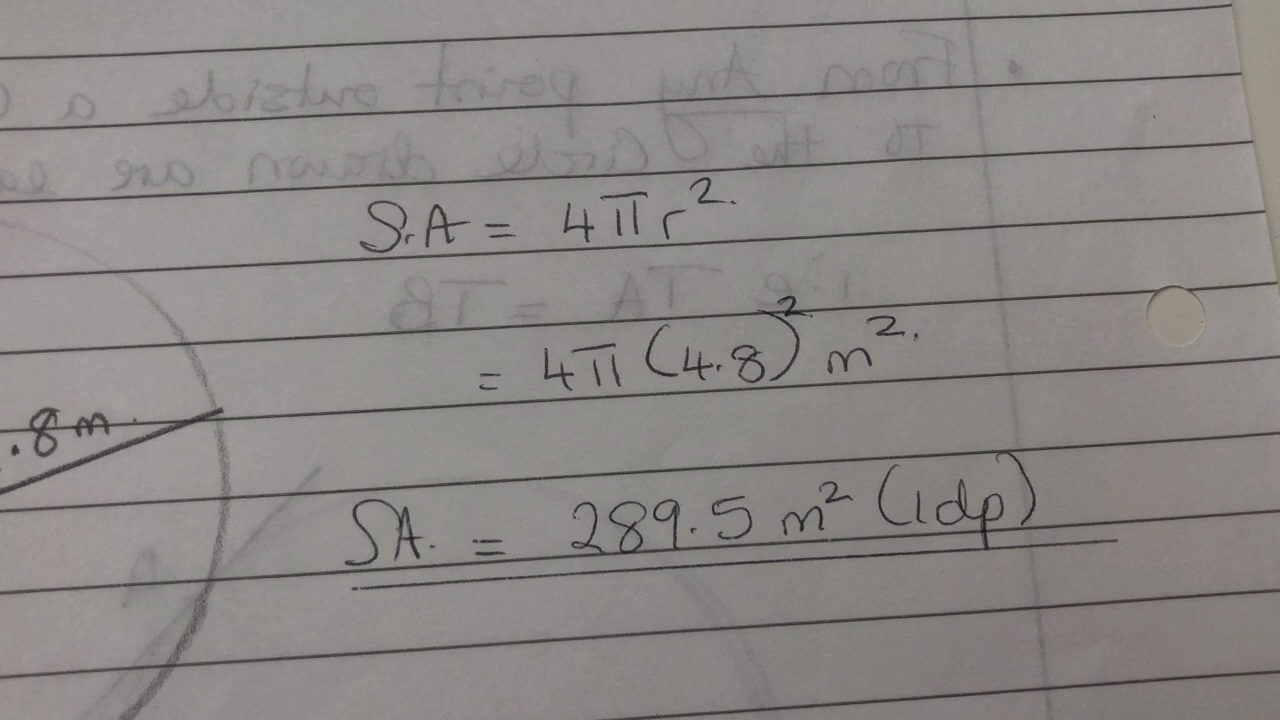 S.A = 4πr².
= 4π(4.8)² m².
.8m.
SA. = 289.5 m² (1dp)